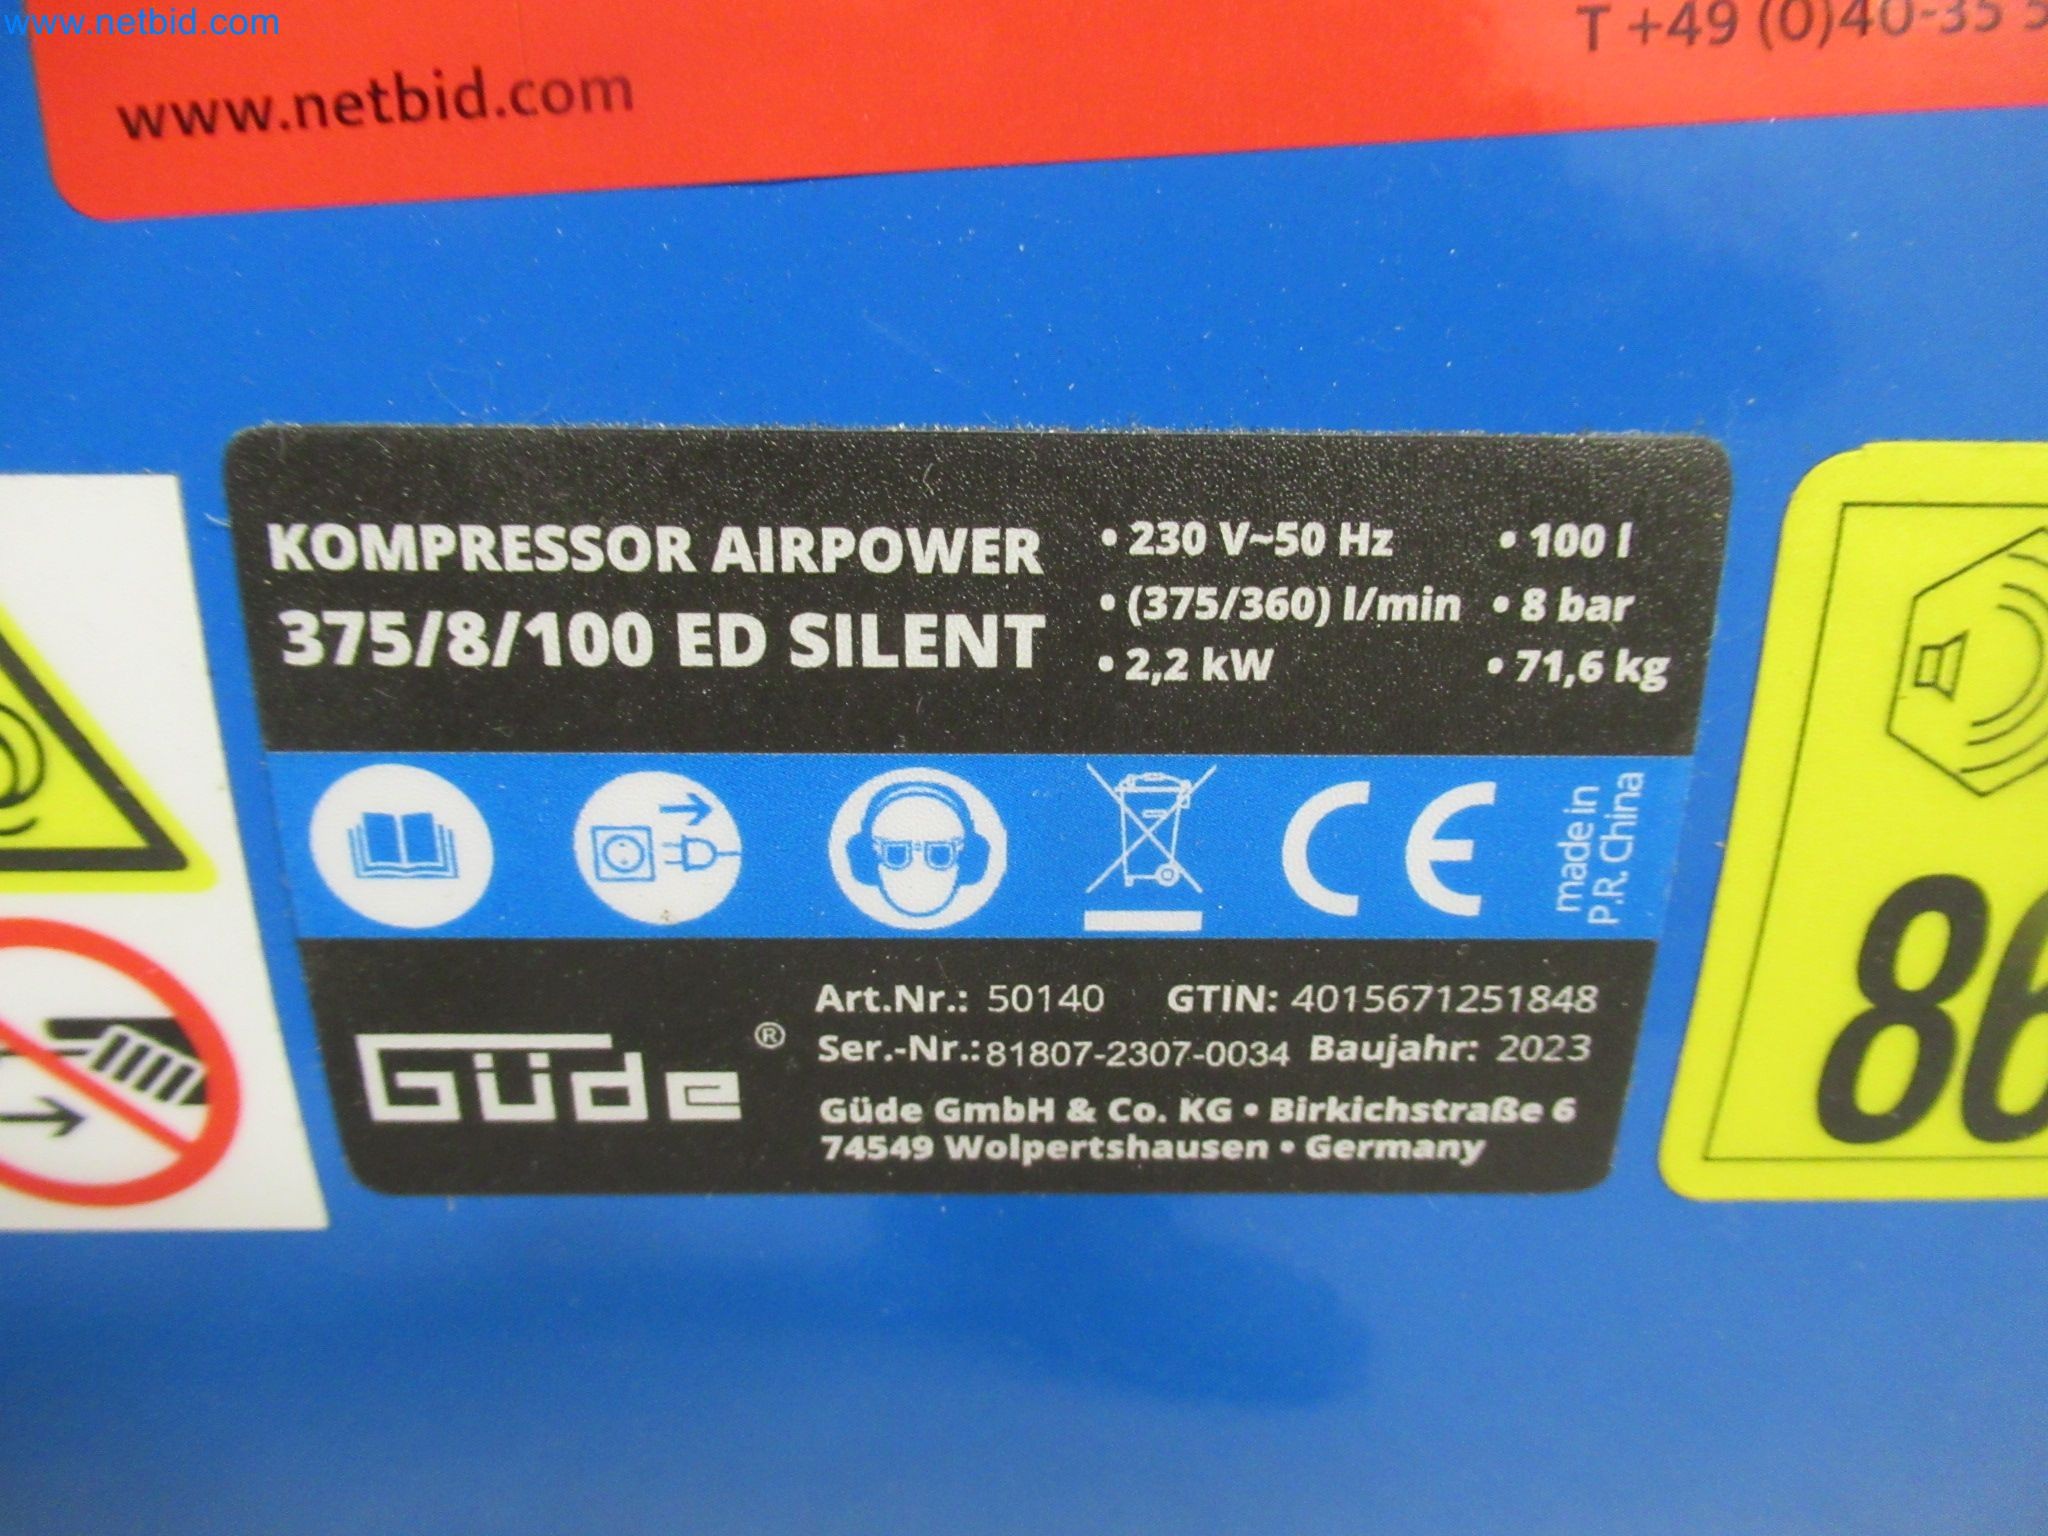 www.netbid.com
T +49 (0)40-35 5
www.netbid.com
KOMPRESSOR AIRPOWER
375/8/100 ED SILENT
• 230 V~50 Hz
• (375/360) l/min
• 2,2 kW
• 100 l
• 8 bar
• 71,6 kg
CE
made in
P.R. China
Güde ®
Art.Nr.: 50140 GTIN: 4015671251848
Ser.-Nr.: 81807-2307-0034 Baujahr: 2023
Güde GmbH & Co. KG • Birkichstraße 6
74549 Wolpertshausen • Germany
86